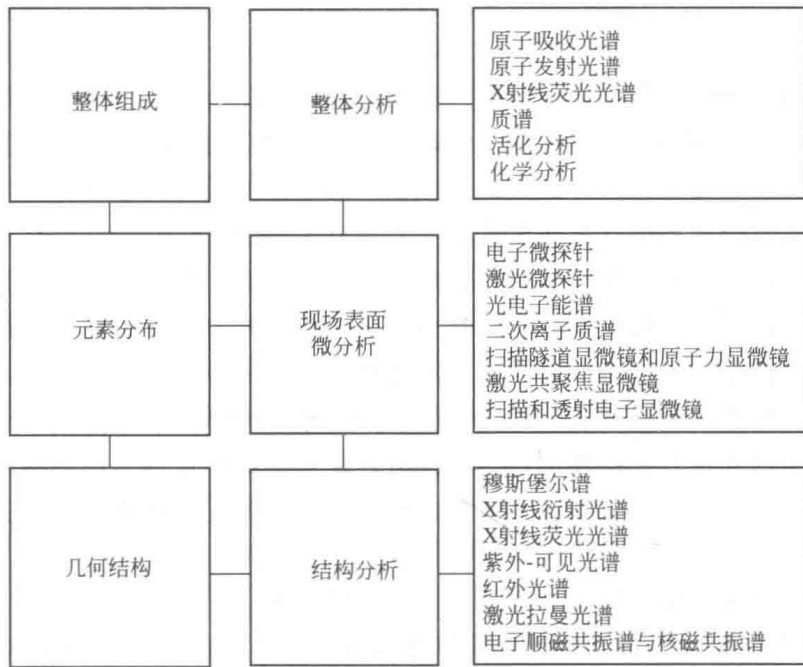 整体组成
整体分析
原子吸收光谱
原子发射光谱
X射线荧光光谱
质谱
活化分析
化学分析
元素分布
现场表面
微分析
电子微探针
激光微探针
光电子能谱
二次离子质谱
扫描隧道显微镜和原子力显微镜
激光共聚焦显微镜
扫描和透射电子显微镜
几何结构
结构分析
穆斯堡尔谱
X射线衍射光谱
X射线荧光光谱
紫外-可见光谱
红外光谱
激光拉曼光谱
电子顺磁共振谱与核磁共振谱